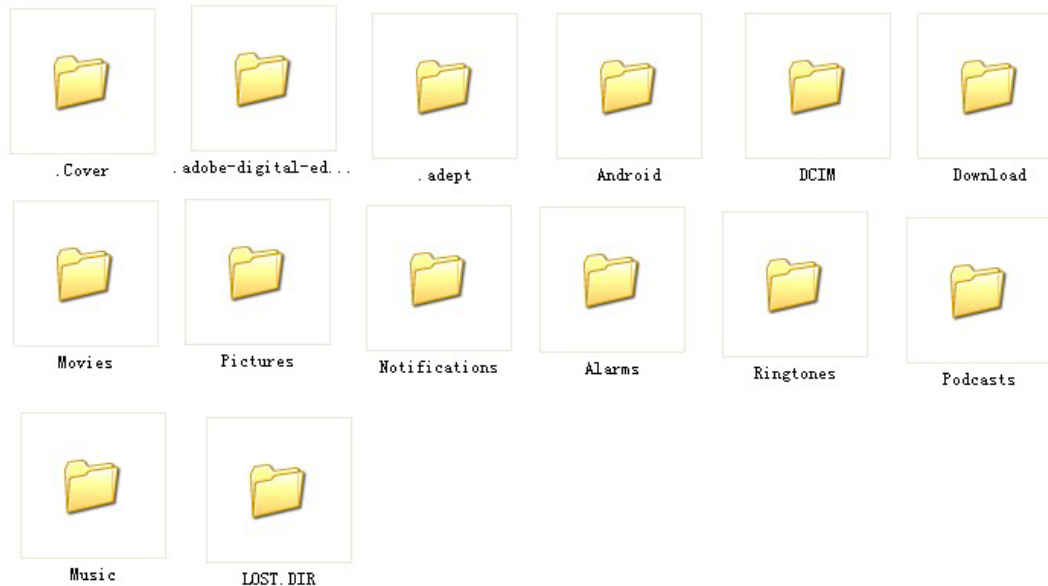 .Cover
.adobe-digital-ed...
.adept
Android
DCIM
Download
Movies
Pictures
Notifications
Alarms
Ringtones
Podcasts
Music
LOST.DIR